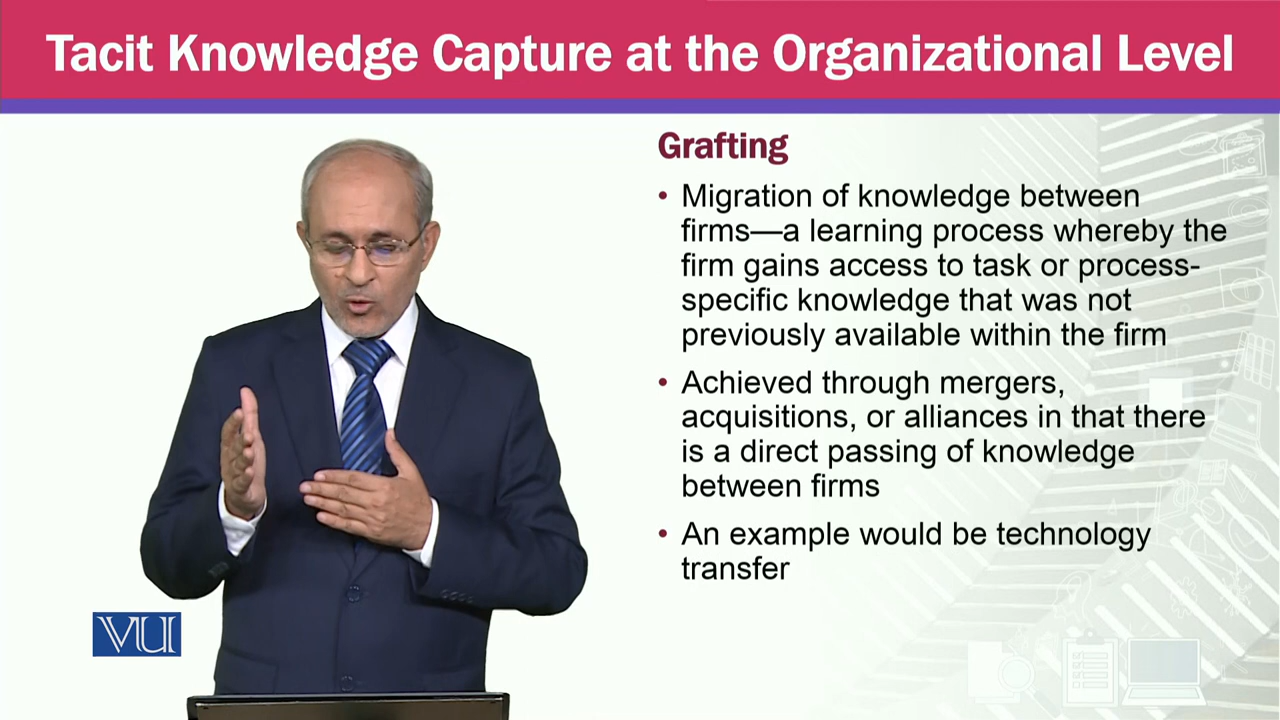 Tacit Knowledge Capture at the Organizational Level
Grafting
• Migration of knowledge between
firms—a learning process whereby the
firm gains access to task or process-
specific knowledge that was not
previously available within the firm
• Achieved through mergers,
acquisitions, or alliances in that there
is a direct passing of knowledge
between firms
• An example would be technology
transfer
VU